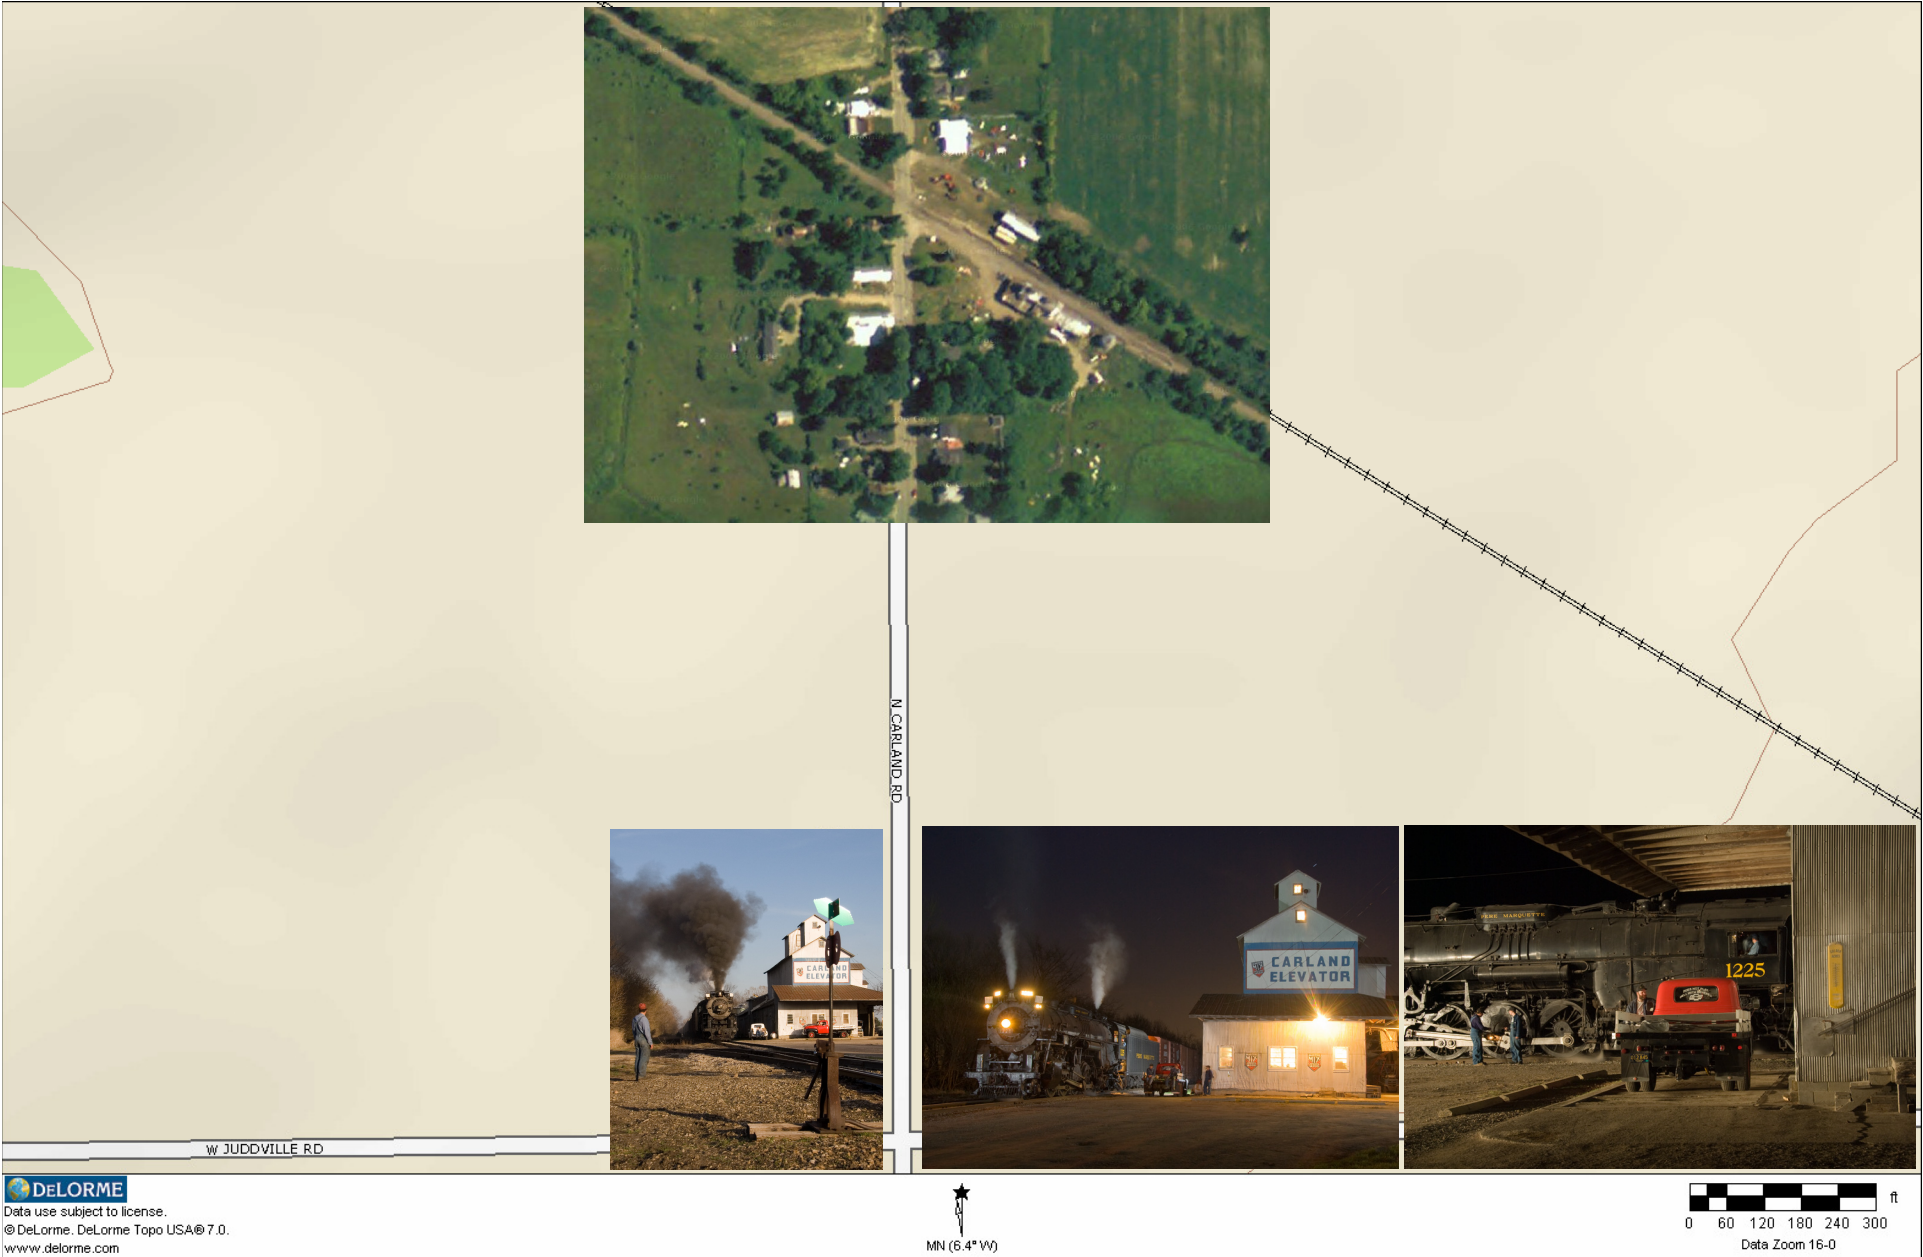 N CARLAND RD
CARLAND
ELEVATOR
CARLAND
ELEVATOR
PERE MARQUETTE
1225
W JUDDVILLE RD
DELORME
Data use subject to license.
© DeLorme. DeLorme Topo USA® 7.0.
www.delorme.com
MN (6.4° W)
ft
0 60 120 180 240 300
Data Zoom 16-0